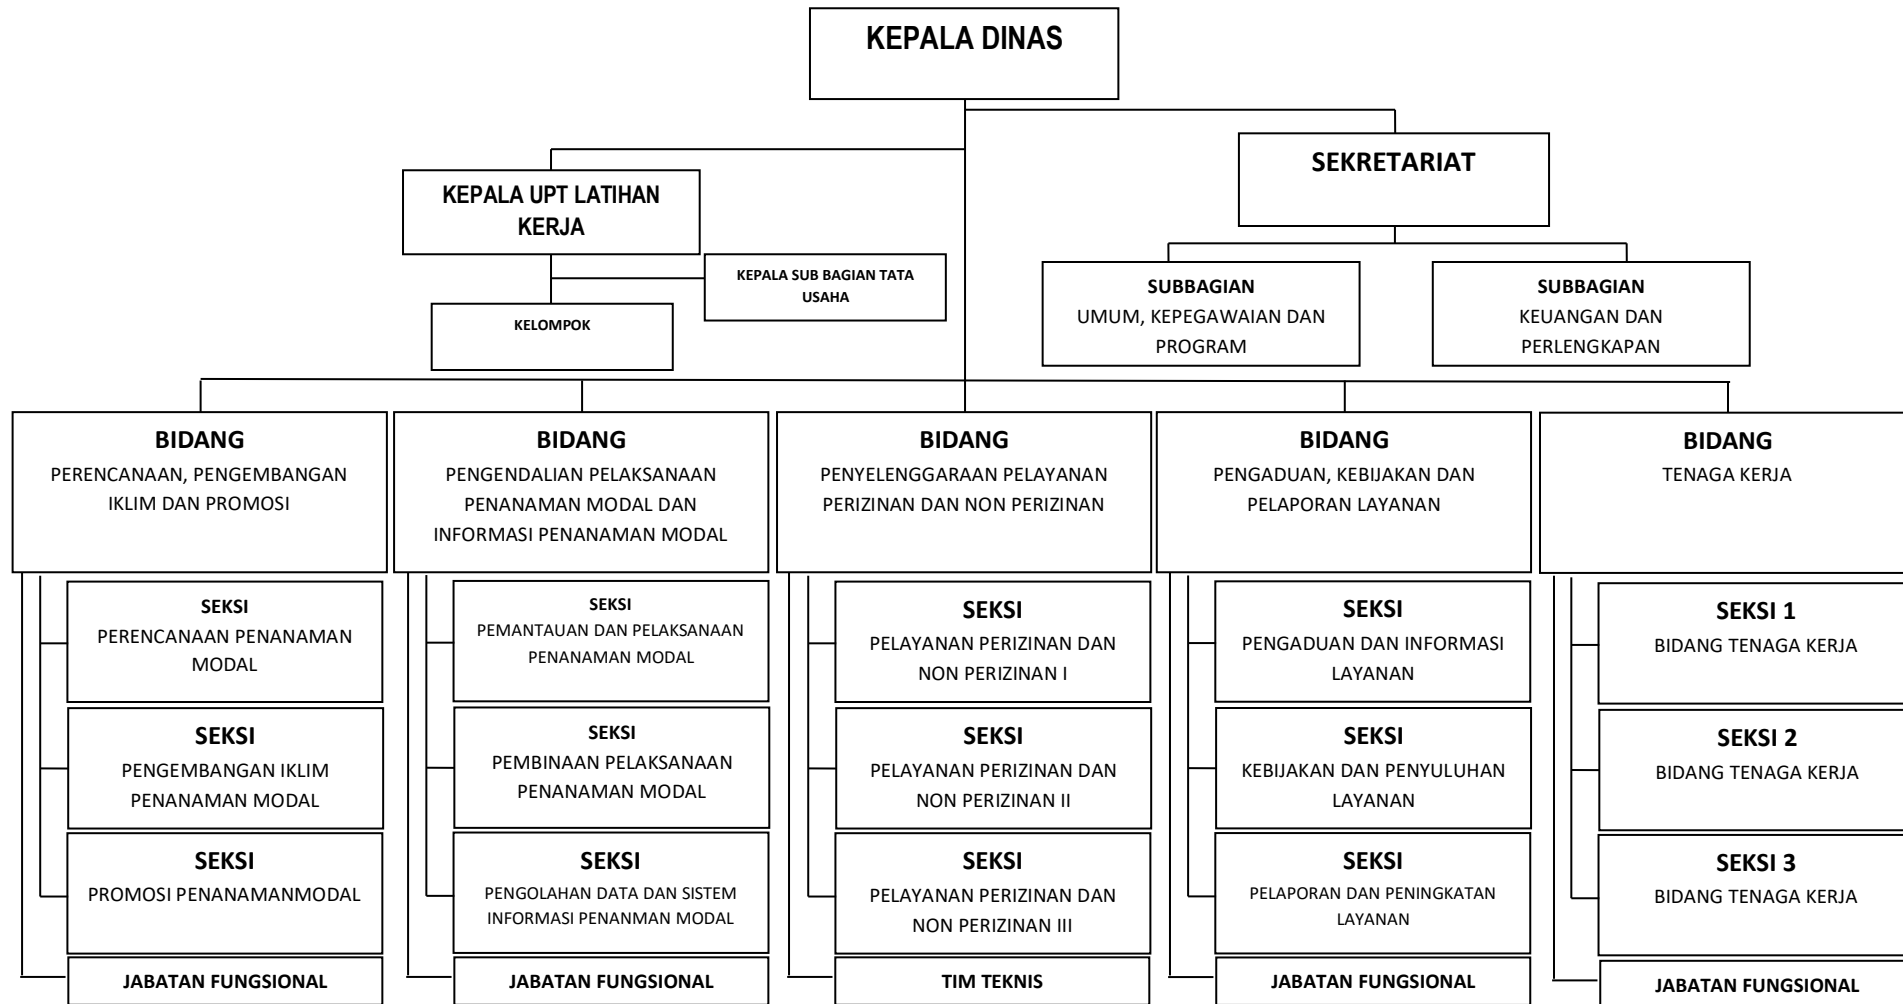 KEPALA DINAS
SEKRETARIAT
KEPALA UPT LATIHAN
KERJA
KEPALA SUB BAGIAN TATA
USAHA
KELOMPOK
SUBBAGIAN
UMUM, KEPEGAWAIAN DAN
PROGRAM
SUBBAGIAN
KEUANGAN DAN
PERLENGKAPAN
BIDANG
PERENCANAAN, PENGEMBANGAN
IKLIM DAN PROMOSI
BIDANG
PENGENDALIAN PELAKSANAAN
PENANAMAN MODAL DAN
INFORMASI PENANAMAN MODAL
BIDANG
PENYELENGGARAAN PELAYANAN
PERIZINAN DAN NON PERIZINAN
BIDANG
PENGADUAN, KEBIJAKAN DAN
PELAPORAN LAYANAN
BIDANG
TENAGA KERJA
SEKSI
PERENCANAAN PENANAMAN
MODAL
SEKSI
PENGEMBANGAN IKLIM
PENANAMAN MODAL
SEKSI
PROMOSI PENANAMANMODAL
JABATAN FUNGSIONAL
SEKSI
PEMANTAUAN DAN PELAKSANAAN
PENANAMAN MODAL
SEKSI
PEMBINAAN PELAKSANAAN
PENANAMAN MODAL
SEKSI
PENGOLAHAN DATA DAN SISTEM
INFORMASI PENANMAN MODAL
JABATAN FUNGSIONAL
SEKSI
PELAYANAN PERIZINAN DAN
NON PERIZINAN I
SEKSI
PELAYANAN PERIZINAN DAN
NON PERIZINAN II
SEKSI
PELAYANAN PERIZINAN DAN
NON PERIZINAN III
TIM TEKNIS
SEKSI
PENGADUAN DAN INFORMASI
LAYANAN
SEKSI
KEBIJAKAN DAN PENYULUHAN
LAYANAN
SEKSI
PELAPORAN DAN PENINGKATAN
LAYANAN
JABATAN FUNGSIONAL
SEKSI 1
BIDANG TENAGA KERJA
SEKSI 2
BIDANG TENAGA KERJA
SEKSI 3
BIDANG TENAGA KERJA
JABATAN FUNGSIONAL